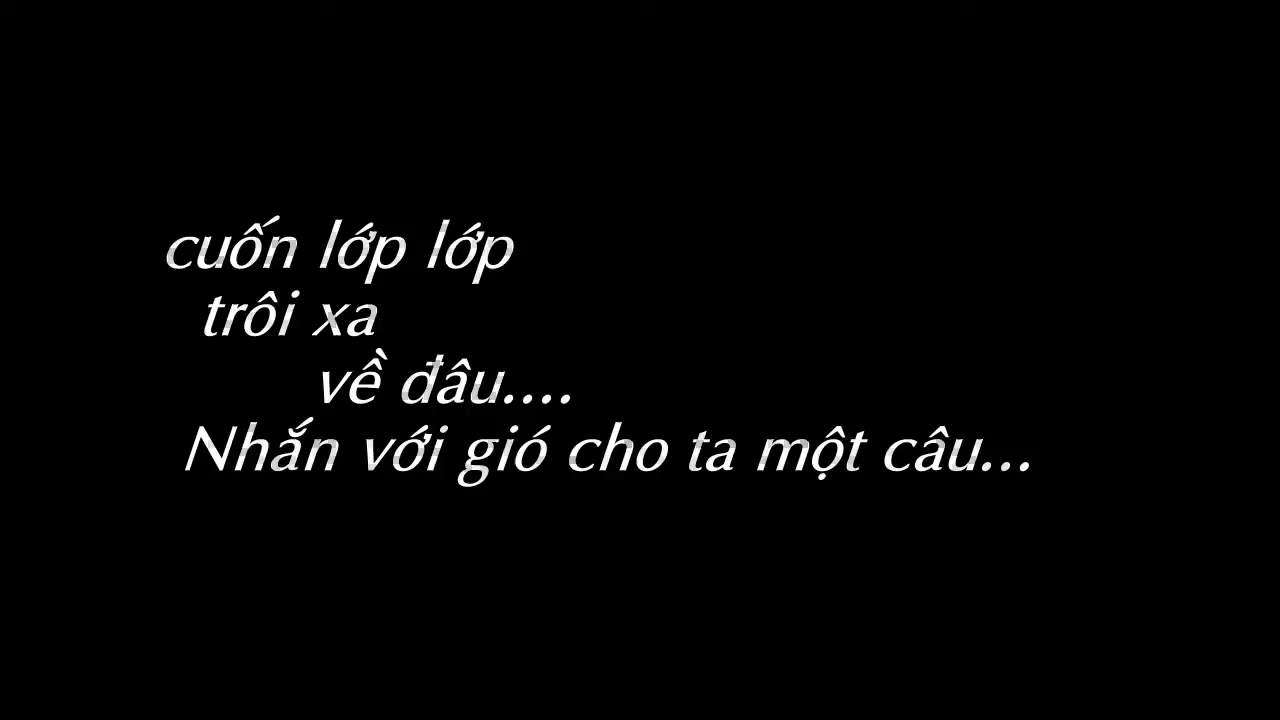 cuốn lớp lớp
trôi xa
về đâu....
Nhắn với gió cho ta một câu...